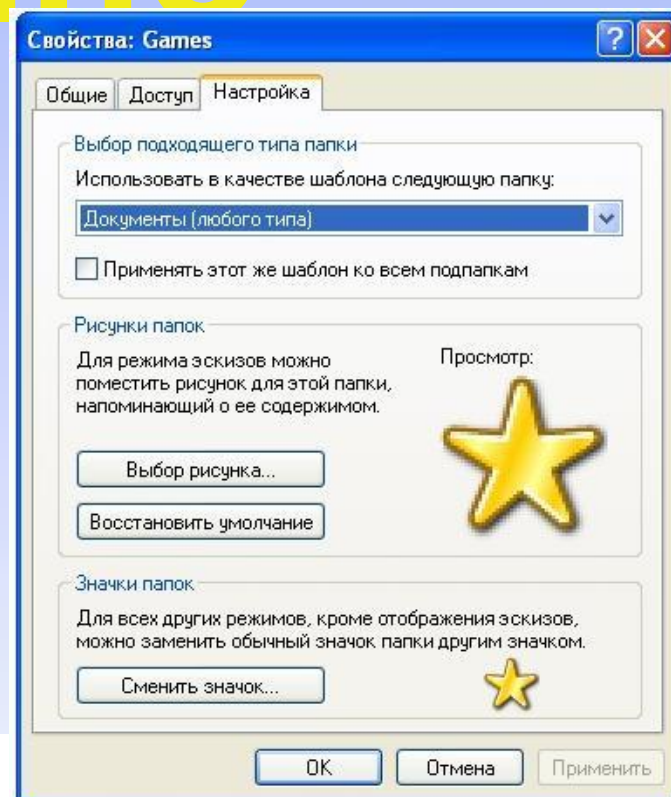 Свойства: Games
Общие Доступ Настройка
Выбор подходящего типа папки
Использовать в качестве шаблона следующую папку:
Документы (любого типа)
Применять этот же шаблон ко всем подпапкам
Рисунки папок
Для режима эскизов можно
поместить рисунок для этой папки,
напоминающий о ее содержимом.
Просмотр:
Выбор рисунка...
Восстановить умолчание
Значки папок
Для всех других режимов, кроме отображения эскизов,
можно заменить обычный значок папки другим значком.
Сменить значок...
OK Отмена Применить